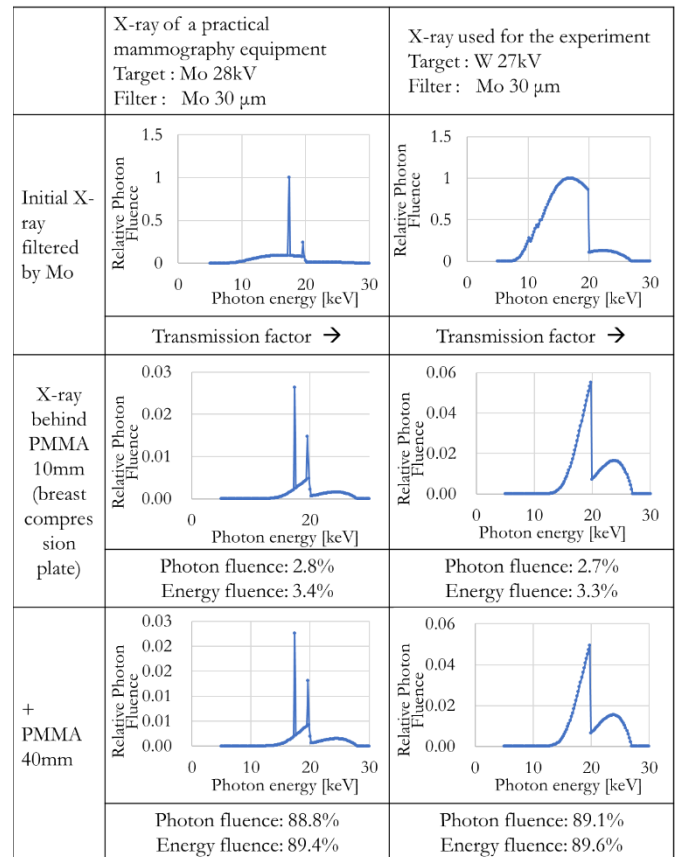 X-ray of a practical
mammography equipment
Target : Mo 28kV
Filter :   Mo 30 μm
X-ray used for the experiment
Target : W 27kV
Filter :   Mo 30 μm
Initial X-
ray
filtered
by Mo
Relative Photon
Fluence
1.5
1
0.5
0
0 10 20 30
Photon energy [keV]
Relative Photon
Fluence
1.5
1
0.5
0
0 10 20 30
Photon energy [keV]
Transmission factor →
Transmission factor →
X-ray
behind
PMMA
10mm
(breast
compres
sion
plate)
Relative Photon
Fluence
0.03
0.02
0.01
0.00
20
Photon energy [keV]
Relative Photon
Fluence
0.06
0.04
0.02
0.00
0 10 20 30
Photon energy [keV]
Photon fluence: 2.8%
Energy fluence: 3.4%
Photon fluence: 2.7%
Energy fluence: 3.3%
+
PMMA
40mm
Relative Photon
Fluence
0.03
0.02
0.02
0.01
0.01
0.00
0 10 20 30
Photon energy [keV]
Relative Photon
Fluence
0.06
0.04
0.02
0.00
0 10 20 30
Photon energy [keV]
Photon fluence: 88.8%
Energy fluence: 89.4%
Photon fluence: 89.1%
Energy fluence: 89.6%